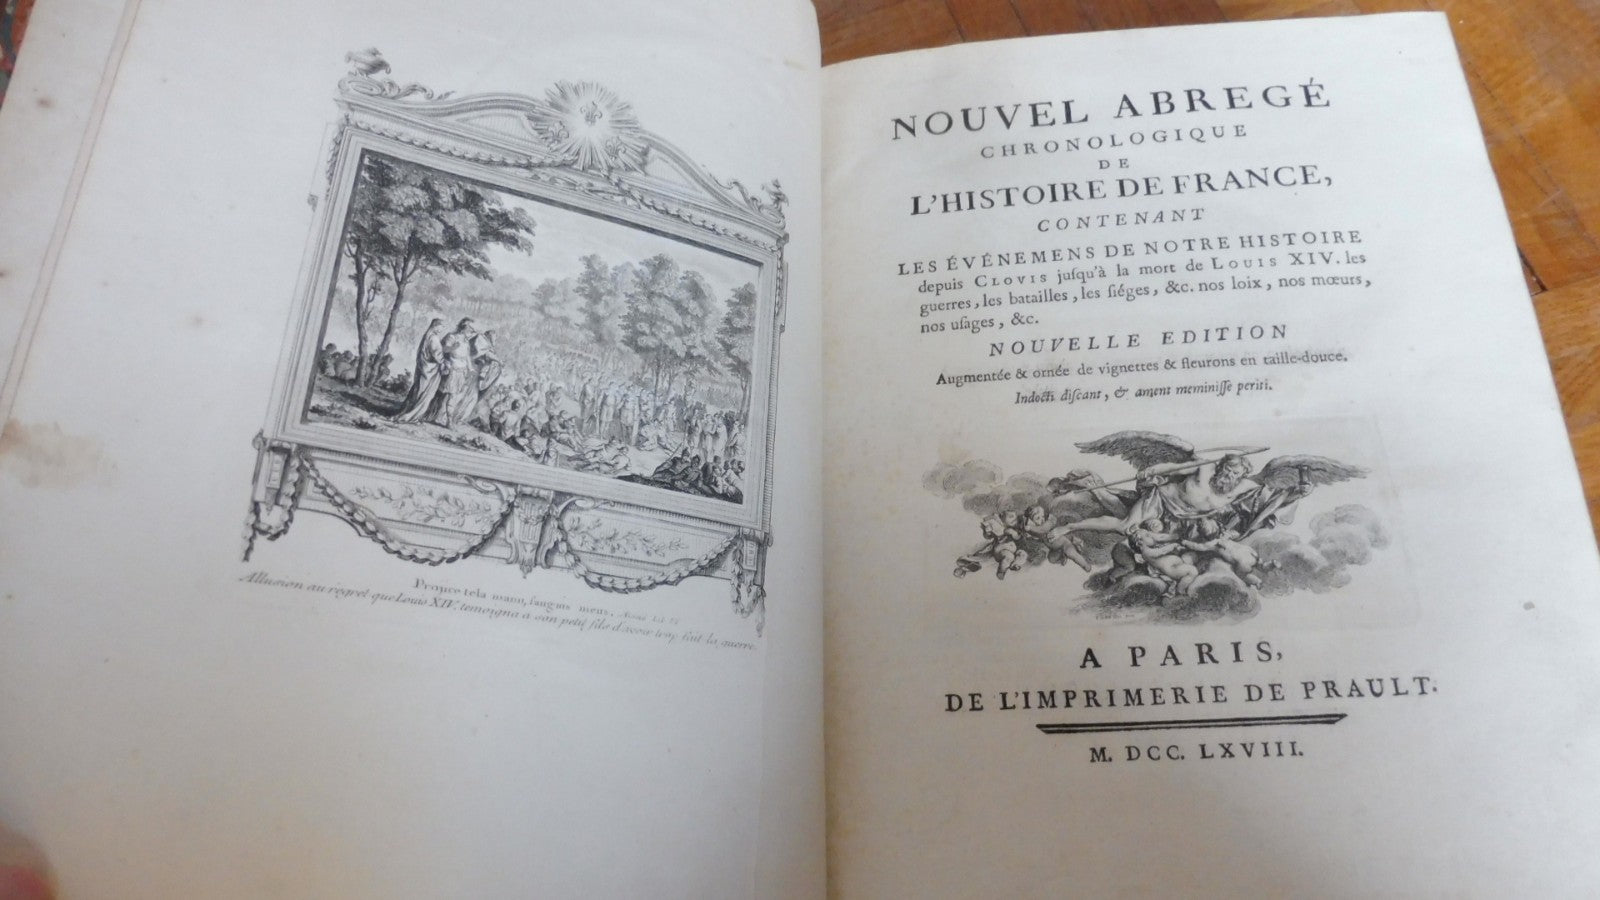 Projice tela manu, sanguis meus. Aeneid. Lib. VI.
Allusion au regret que Louis XIV. temoigna a son petit fils d'avoir trop fait la guerre.
NOUVEL ABREGÉ
CHRONOLOGIQUE
DE
L'HISTOIRE DE FRANCE,
CONTENANT
LES ÉVÉNEMENS DE NOTRE HISTOIRE
depuis CLOVIS juſqu'à la mort de LOUIS XIV. les
guerres, les batailles, les ſiéges, &c. nos loix, nos mœurs,
nos uſages, &c.
NOUVELLE EDITION
Augmentée & ornée de vignettes & fleurons en taille-douce.
Indocti diſcant, & ament meminiſſe periti.
A PARIS,
DE L'IMPRIMERIE DE PRAULT.
M. DCC. LXVIII.